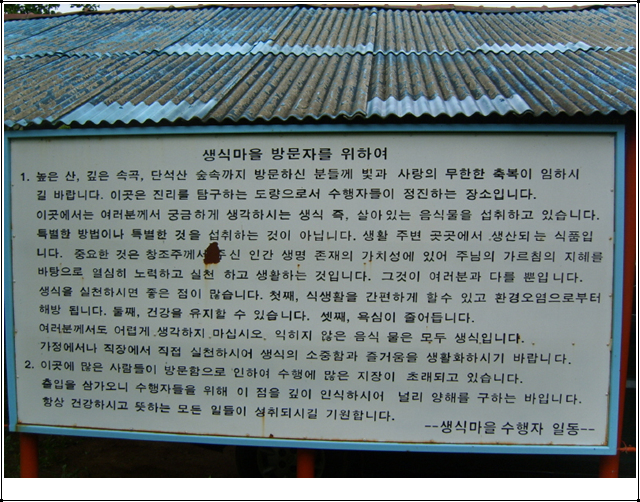 생식마을 방문자를 위하여
1. 높은 산, 깊은 속곡, 단석산 숲속까지 방문하신 분들께 빛과 사랑의 무한한 축복이 임하시
길 바랍니다. 이곳은 진리를 탐구하는 도량으로서 수행자들이 정진하는 장소입니다.
이곳에서는 여러분께서 궁금하게 생각하시는 생식 즉, 살아있는 음식물을 섭취하고 있습니다.
특별한 방법이나 특별한 것을 섭취하는 것이 아닙니다. 생활 주변 곳곳에서 생산되는 식품입
니다. 중요한 것은 창조주께서 주신 인간 생명 존재의 가치성에 있어 주님의 가르침의 지혜를
바탕으로 열심히 노력하고 실천 하고 생활하는 것입니다. 그것이 여러분과 다를 뿐입니다.
생식을 실천하시면 좋은 점이 많습니다. 첫째, 식생활을 간편하게 할수 있고 환경오염으로부터
해방 됩니다. 둘째, 건강을 유지할 수 있습니다. 셋째, 욕심이 줄어듭니다.
여러분께서도 어렵게 생각하지 마십시오. 익히지 않은 음식 물은 모두 생식입니다.
가정에서나 직장에서 직접 실천하시어 생식의 소중함과 즐거움을 생활화하시기 바랍니다.
2. 이곳에 많은 사람들이 방문함으로 인하여 수행에 많은 지장이 초래되고 있습니다.
출입을 삼가오니 수행자들을 위해 이 점을 깊이 인식하시어 널리 양해를 구하는 바입니다.
항상 건강하시고 뜻하는 모든 일들이 성취되시길 기원합니다.
--생식마을 수행자 일동--